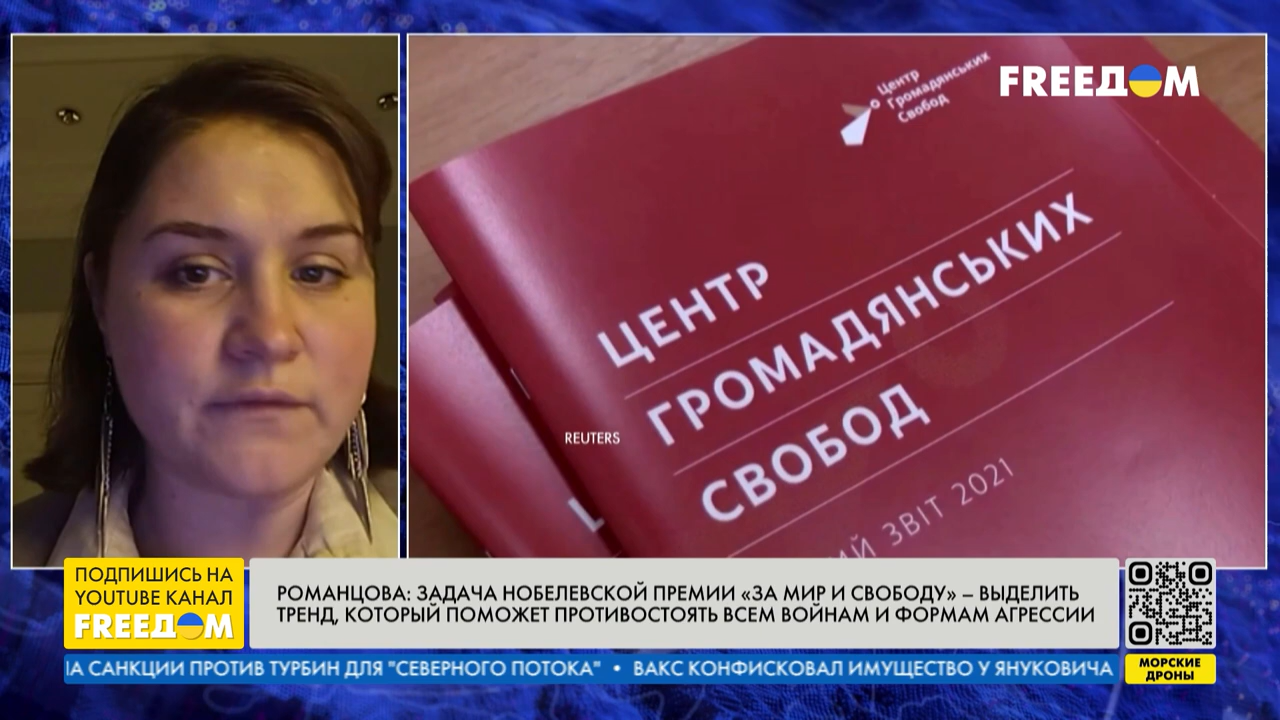 Центр
Громадянських
Свобод
FREEДОМ
ЦЕНТР
ГРОМАДЯНСЬКИХ
СВОБОД
ЗВІТ 2021
REUTERS
ПОДПИШИСЬ НА
YOUTUBE КАНАЛ
FREEДОМ
РОМАНЦОВА: ЗАДАЧА НОБЕЛЕВСКОЙ ПРЕМИИ «ЗА МИР И СВОБОДУ» – ВЫДЕЛИТЬ
ТРЕНД, КОТОРЫЙ ПОМОЖЕТ ПРОТИВОСТОЯТЬ ВСЕМ ВОЙНАМ И ФОРМАМ АГРЕССИИ
НА САНКЦИИ ПРОТИВ ТУРБИН ДЛЯ "СЕВЕРНОГО ПОТОКА" • ВАКС КОНФИСКОВАЛ ИМУЩЕСТВО У ЯНУКОВИЧА
МОРСКИЕ
ДРОНЫ